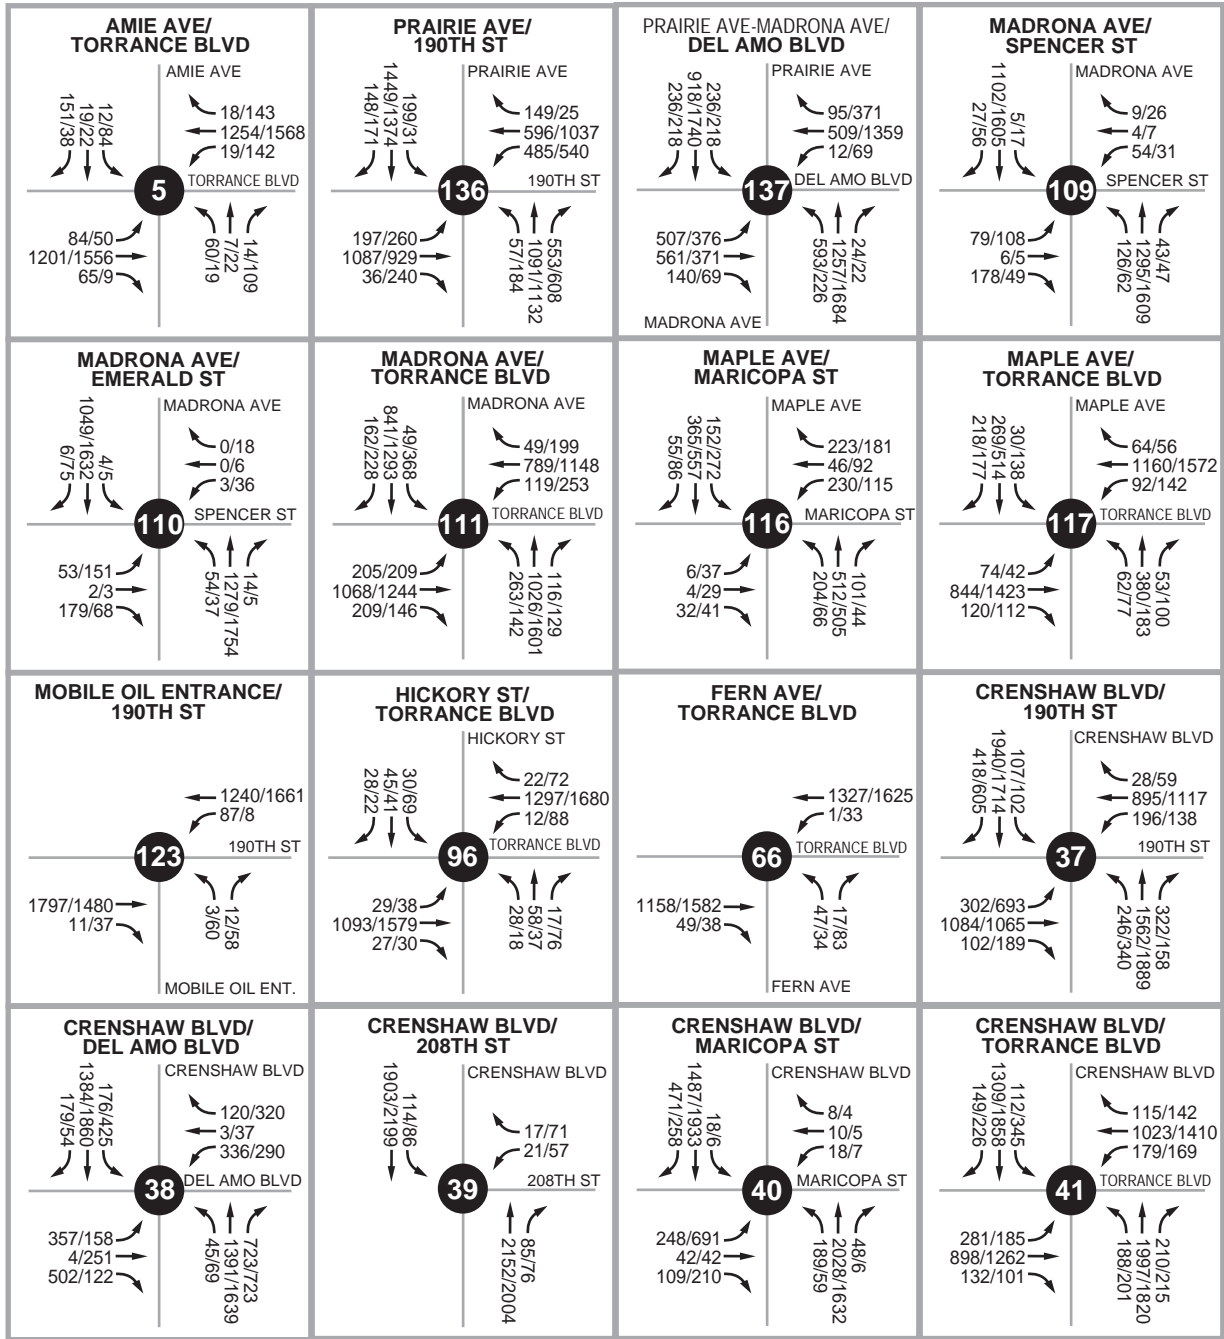 AMIE AVE/
TORRANCE BLVD
AMIE AVE
151/38
19/22
12/84
18/143
1254/1568
19/142
5
TORRANCE BLVD
84/50
1201/1556
65/9
60/19
7/22
14/109
PRAIRIE AVE/
190TH ST
PRAIRIE AVE
148/171
1449/1374
199/31
149/25
596/1037
485/540
136
190TH ST
197/260
1087/929
36/240
57/184
1091/1132
553/608
PRAIRIE AVE-MADRONA AVE/
DEL AMO BLVD
PRAIRIE AVE
236/218
918/1740
236/218
95/371
509/1359
12/69
137
DEL AMO BLVD
507/376
561/371
140/69
593/226
1257/1684
24/22
MADRONA AVE
MADRONA AVE/
SPENCER ST
MADRONA AVE
27/56
1102/1605
5/17
9/26
4/7
54/31
109
SPENCER ST
79/108
6/5
178/49
126/62
1295/1609
43/47
MADRONA AVE/
EMERALD ST
MADRONA AVE
6/75
1049/1632
4/5
0/18
0/6
3/36
110
SPENCER ST
53/151
2/3
179/68
54/37
1279/1754
14/5
MADRONA AVE/
TORRANCE BLVD
MADRONA AVE
162/228
841/1293
49/368
49/199
789/1148
119/253
111
TORRANCE BLVD
205/209
1068/1244
209/146
263/142
1026/1601
116/129
MAPLE AVE/
MARICOPA ST
MAPLE AVE
55/86
365/557
152/272
223/181
46/92
230/115
116
MARICOPA ST
6/37
4/29
32/41
204/66
512/505
101/44
MAPLE AVE/
TORRANCE BLVD
MAPLE AVE
218/177
269/514
30/138
64/56
1160/1572
92/142
117
TORRANCE BLVD
74/42
844/1423
120/112
62/77
380/183
53/100
MOBILE OIL ENTRANCE/
190TH ST
1240/1661
87/8
123
190TH ST
1797/1480
11/37
3/60
12/58
MOBILE OIL ENT.
HICKORY ST/
TORRANCE BLVD
HICKORY ST
28/22
45/41
30/69
22/72
1297/1680
12/88
96
TORRANCE BLVD
29/38
1093/1579
27/30
28/18
58/37
17/76
FERN AVE/
TORRANCE BLVD
1327/1625
1/33
66
TORRANCE BLVD
1158/1582
49/38
47/34
17/83
FERN AVE
CRENSHAW BLVD/
190TH ST
CRENSHAW BLVD
418/605
1940/1714
107/102
28/59
895/1117
196/138
37
190TH ST
302/693
1084/1065
102/189
246/340
1562/1889
322/158
CRENSHAW BLVD/
DEL AMO BLVD
CRENSHAW BLVD
179/54
1384/1860
176/425
120/320
3/37
336/290
38
DEL AMO BLVD
357/158
4/251
502/122
45/69
1391/1639
723/723
CRENSHAW BLVD/
208TH ST
CRENSHAW BLVD
1903/2199
114/86
17/71
21/57
39
208TH ST
2152/2004
85/76
CRENSHAW BLVD/
MARICOPA ST
CRENSHAW BLVD
471/258
1487/1933
18/6
8/4
10/5
18/7
40
MARICOPA ST
248/691
42/42
109/210
189/59
2028/1632
48/6
CRENSHAW BLVD/
TORRANCE BLVD
CRENSHAW BLVD
149/226
1309/1858
112/345
115/142
1023/1410
179/169
41
TORRANCE BLVD
281/185
898/1262
132/101
188/201
1997/1820
210/215